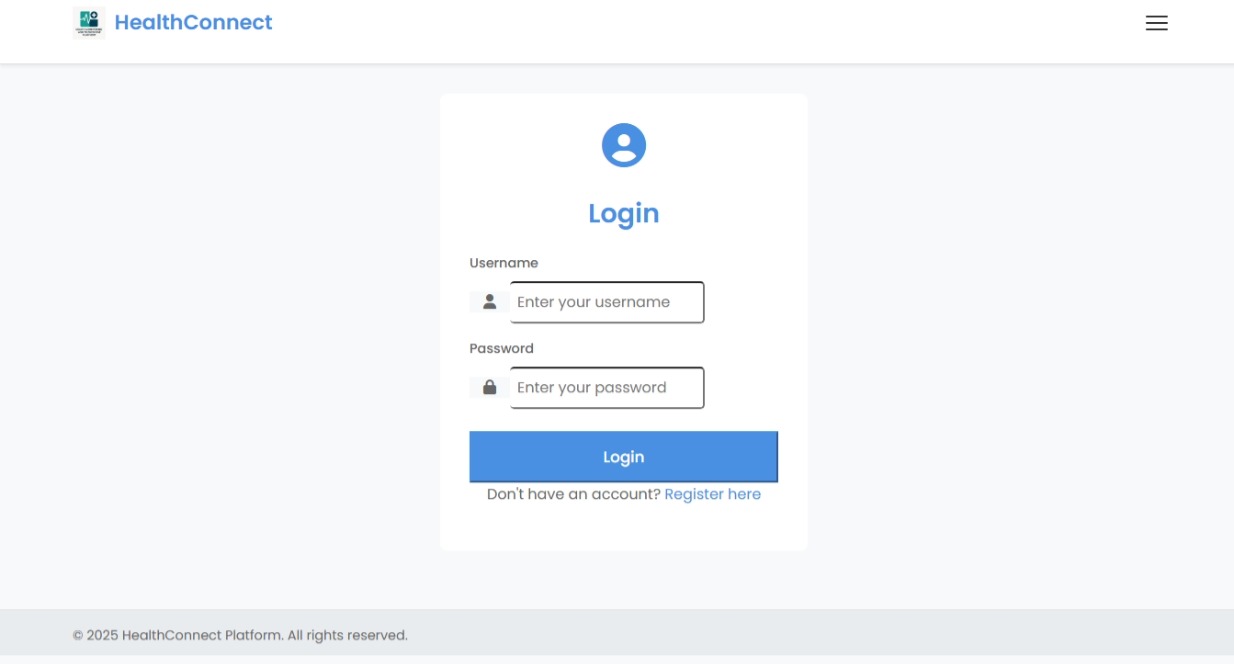 HealthConnect
Login
Username
Enter your username
Password
Enter your password
Login
Don't have an account? Register here
© 2025 HealthConnect Platform. All rights reserved.